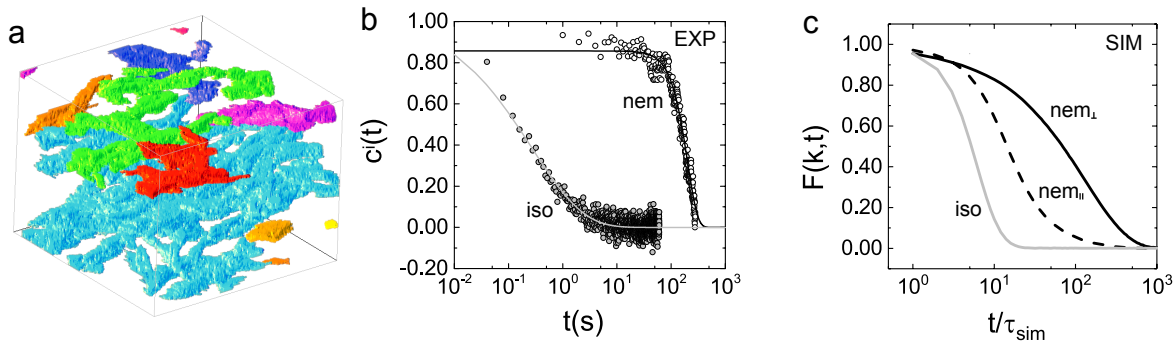 a
b
c^i(t)
1.00
0.80
0.60
0.40
0.20
0.00
-0.20
EXP
nem
iso
10^-2
10^-1
10^0
10^1
10^2
10^3
t(s)
c
F(k,t)
1.00
0.80
0.60
0.40
0.20
0.00
SIM
nem⊥
nem||
iso
10^0
10^1
10^2
10^3
t/τsim